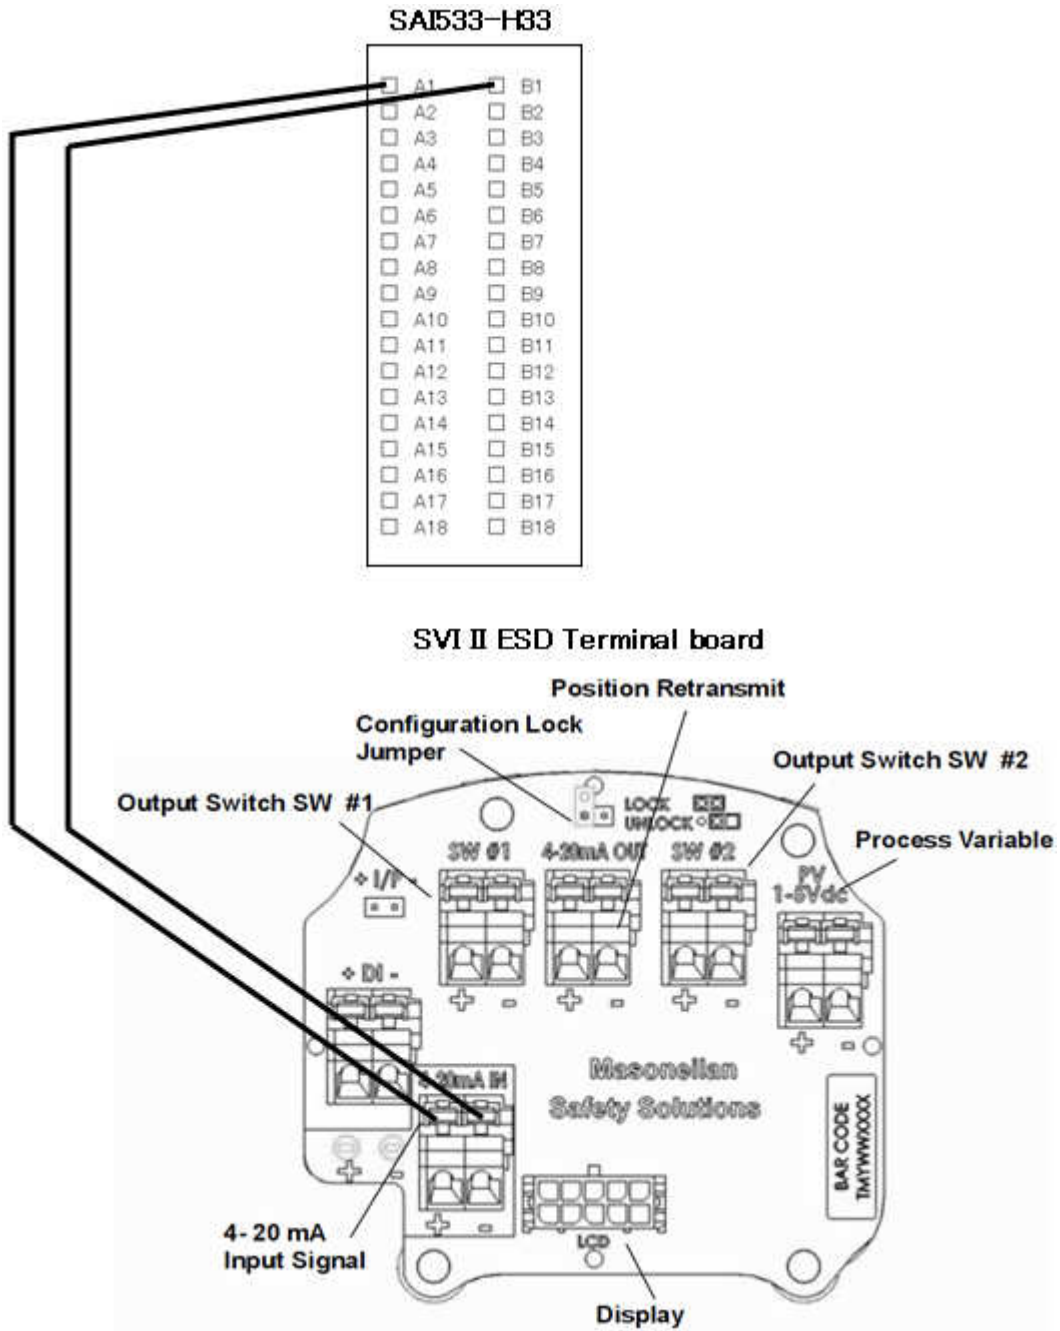 SAI533-H33
A1 B1
A2 B2
A3 B3
A4 B4
A5 B5
A6 B6
A7 B7
A8 B8
A9 B9
A10 B10
A11 B11
A12 B12
A13 B13
A14 B14
A15 B15
A16 B16
A17 B17
A18 B18
SVI II ESD Terminal board
Position Retransmit
Configuration Lock
Jumper
Output Switch SW #2
Output Switch SW #1
LOCK
UNLOCK
Process Variable
SW #1 4-20mA OUT SW #2
PV
1-5Vdc
+ I/P -
+ DI -
+ - + - + -
+ -
Masoneilan
Safety Solutions
4-20mA IN
BAR CODE
TMYWWXXXX
+ -
+ -
4-20 mA
Input Signal
LCD
Display